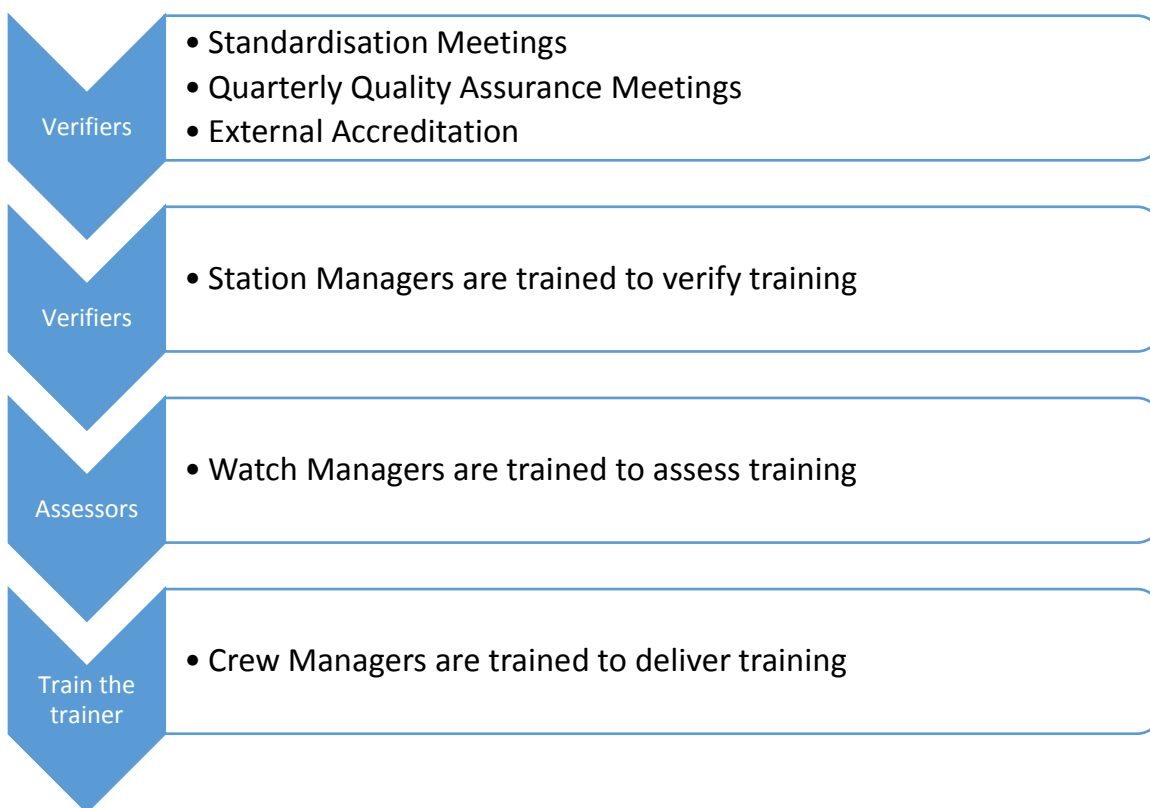 Verifiers
• Standardisation Meetings
• Quarterly Quality Assurance Meetings
• External Accreditation
Verifiers
• Station Managers are trained to verify training
Assessors
• Watch Managers are trained to assess training
Train the
trainer
• Crew Managers are trained to deliver training